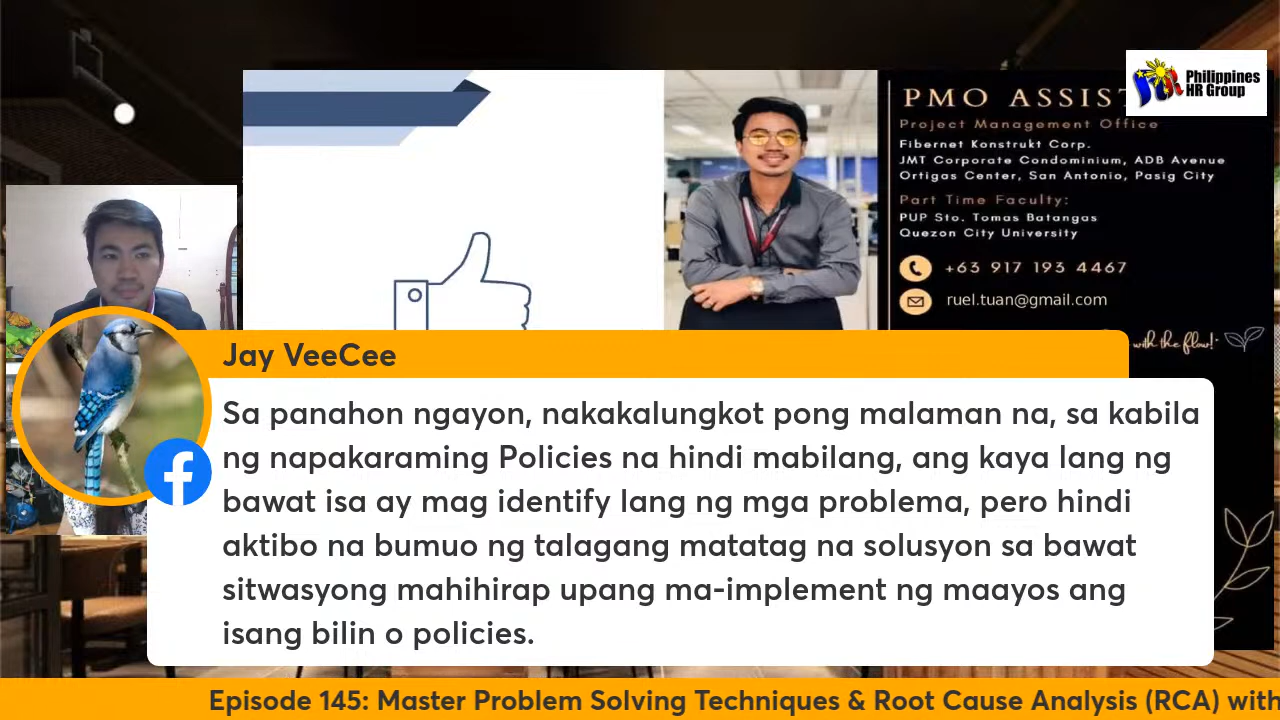 Philippines
HR Group
PMO ASSIST
Project Management Office
Fibernet Konstrukt Corp.
JMT Corporate Condominium, ADB Avenue
Ortigas Center, San Antonio, Pasig City
Part Time Faculty:
PUP Sto. Tomas Batangas
Quezon City University
+63 917 193 4467
ruel.tuan@gmail.com
with the flow!
Jay VeeCee
Sa panahon ngayon, nakakalungkot pong malaman na, sa kabila
ng napakaraming Policies na hindi mabilang, ang kaya lang ng
bawat isa ay mag identify lang ng mga problema, pero hindi
aktibo na bumuo ng talagang matatag na solusyon sa bawat
sitwasyong mahihirap upang ma-implement ng maayos ang
isang bilin o policies.
Episode 145: Master Problem Solving Techniques & Root Cause Analysis (RCA) with